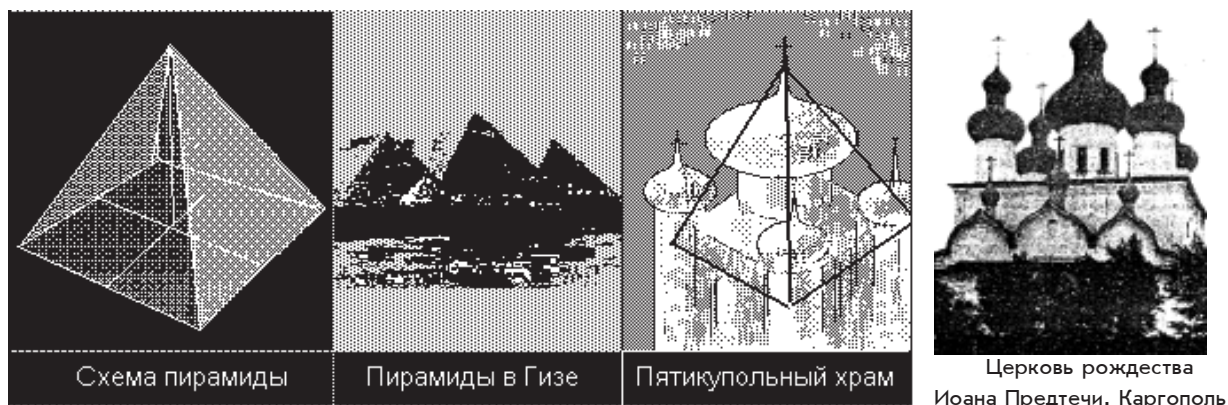 Схема пирамиды
Пирамиды в Гизе
Пятикупольный храм
Церковь рождества
Иоана Предтечи. Каргополь